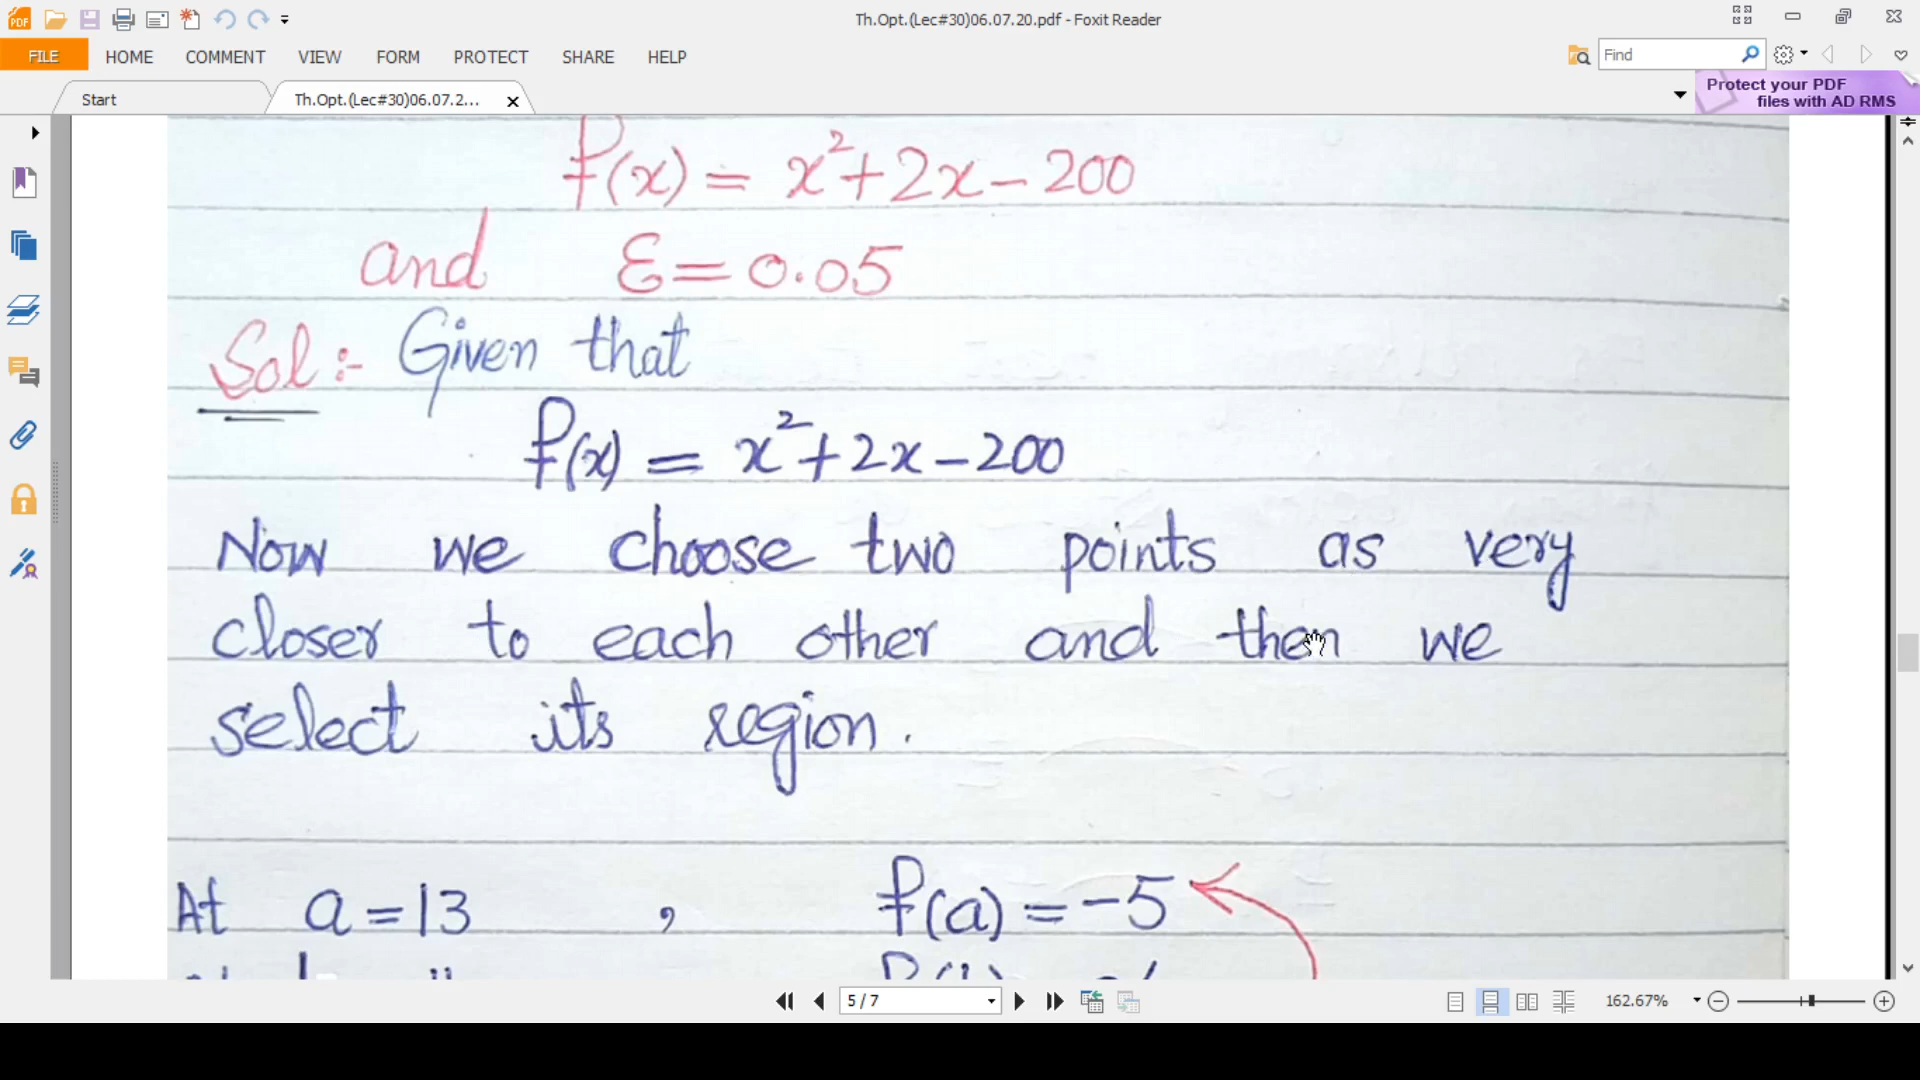 Th.Opt.(Lec#30)06.07.20.pdf - Foxit Reader
FILE HOME COMMENT VIEW FORM PROTECT SHARE HELP
Find
Start Th.Opt.(Lec#30)06.07.2...
Protect your PDF
files with AD RMS
f(x) = x²+2x-200
and ε=0.05
Sol:- Given that
f(x) = x²+2x-200
Now we choose two points as very
closer to each other and then we
select its region.
At a=13 , f(a) = -5
5 / 7
162.67%